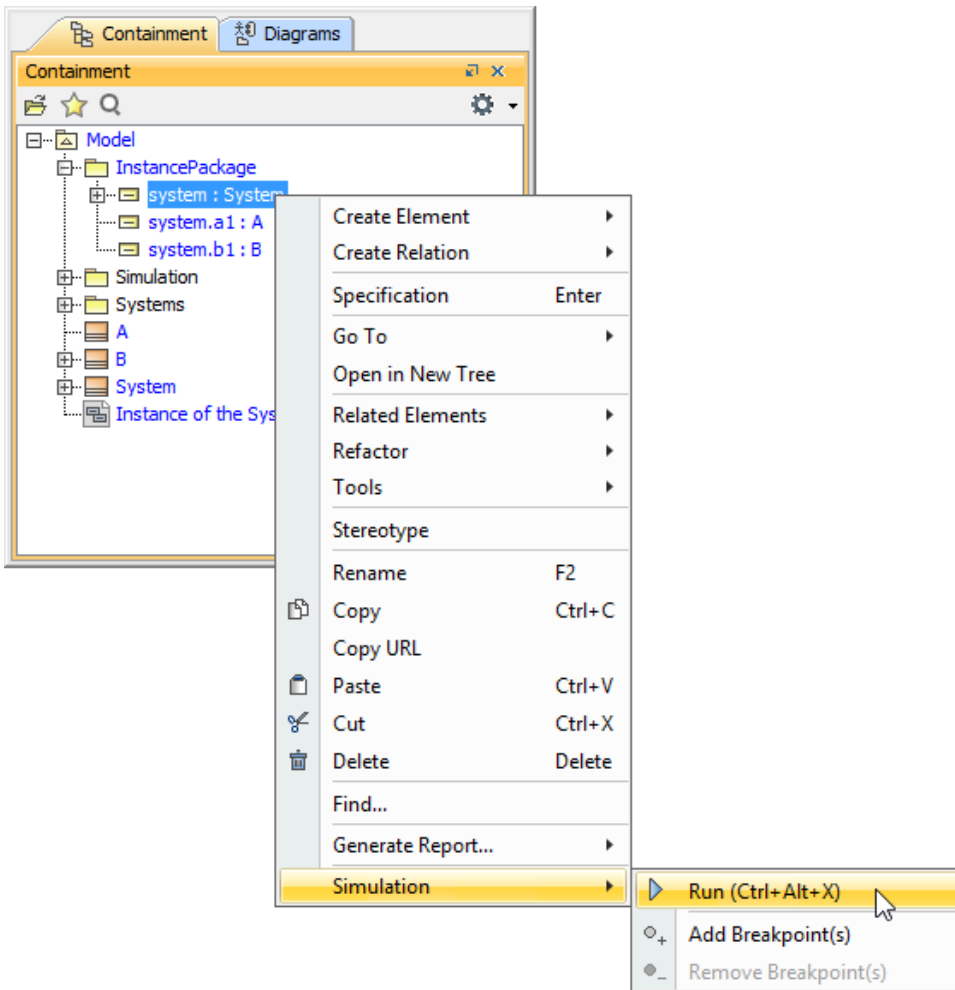 Containment
Diagrams
Containment
Model
InstancePackage
system : System
system.a1 : A
system.b1 : B
Simulation
Systems
A
B
System
Instance of the Sys
Create Element
Create Relation
Specification Enter
Go To
Open in New Tree
Related Elements
Refactor
Tools
Stereotype
Rename F2
Copy Ctrl+C
Copy URL
Paste Ctrl+V
Cut Ctrl+X
Delete Delete
Find...
Generate Report...
Simulation
Run (Ctrl+Alt+X)
Add Breakpoint(s)
Remove Breakpoint(s)